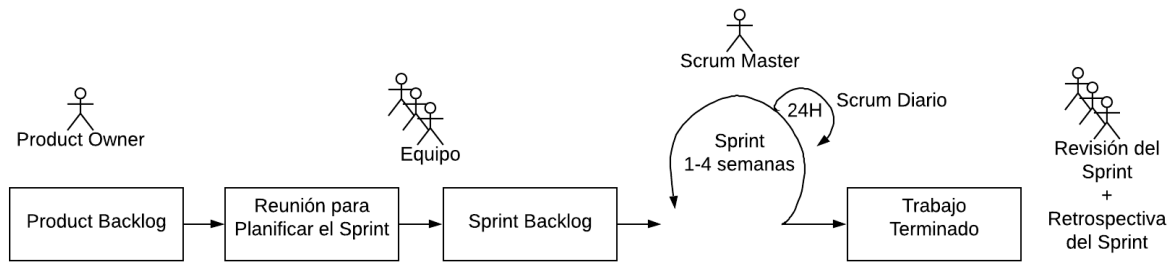 Product Owner
Product Backlog
Reunión para
Planificar el Sprint
Equipo
Sprint Backlog
Scrum Master
24H
Scrum Diario
Sprint
1-4 semanas
Trabajo
Terminado
Revisión del
Sprint
+
Retrospectiva
del Sprint